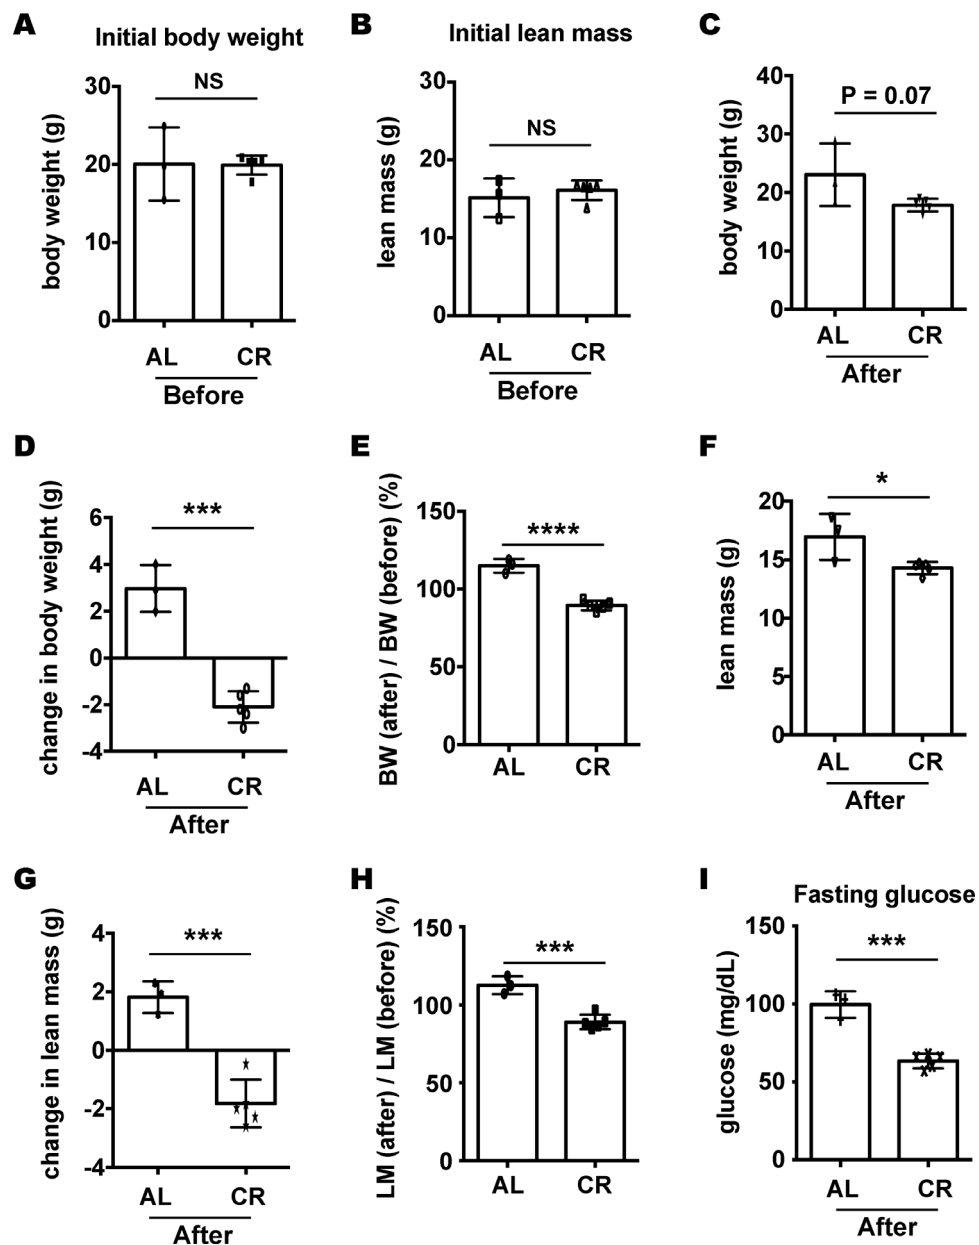 A
Initial body weight
body weight (g)
30
20
10
0
NS
AL CR
Before
B
Initial lean mass
lean mass (g)
30
20
10
0
NS
AL CR
Before
C
body weight (g)
40
30
20
10
0
P = 0.07
AL CR
After
D
change in body weight (g)
6
4
2
0
-2
-4
***
AL CR
After
E
BW (after) / BW (before) (%)
150
100
50
0
****
AL CR
F
lean mass (g)
20
15
10
5
0
*
AL CR
After
G
change in lean mass (g)
4
2
0
-2
-4
***
AL CR
After
H
LM (after) / LM (before) (%)
150
100
50
0
***
AL CR
I
Fasting glucose
glucose (mg/dL)
150
100
50
0
***
AL CR
After